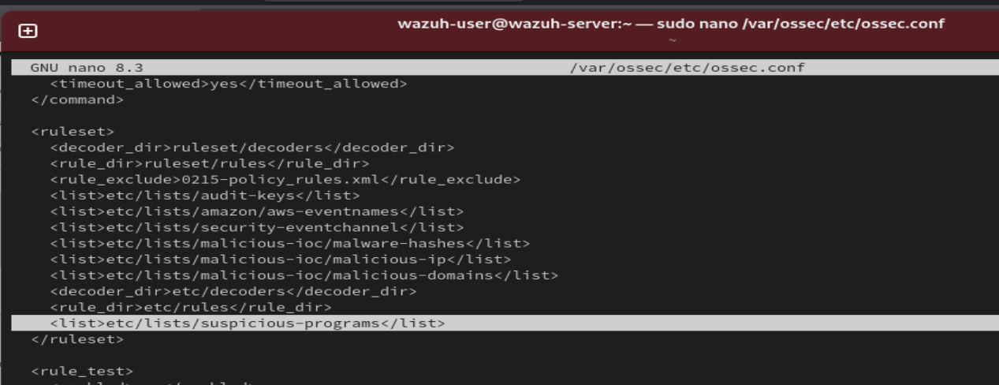 wazuh-user@wazuh-server:~ — sudo nano /var/ossec/etc/ossec.conf
~
GNU nano 8.3 /var/ossec/etc/ossec.conf
<timeout_allowed>yes</timeout_allowed>
</command>
<ruleset>
<decoder_dir>ruleset/decoders</decoder_dir>
<rule_dir>ruleset/rules</rule_dir>
<rule_exclude>0215-policy_rules.xml</rule_exclude>
<list>etc/lists/audit-keys</list>
<list>etc/lists/amazon/aws-eventnames</list>
<list>etc/lists/security-eventchannel</list>
<list>etc/lists/malicious-ioc/malware-hashes</list>
<list>etc/lists/malicious-ioc/malicious-ip</list>
<list>etc/lists/malicious-ioc/malicious-domains</list>
<decoder_dir>etc/decoders</decoder_dir>
<rule_dir>etc/rules</rule_dir>
<list>etc/lists/suspicious-programs</list>
</ruleset>
<rule_test>